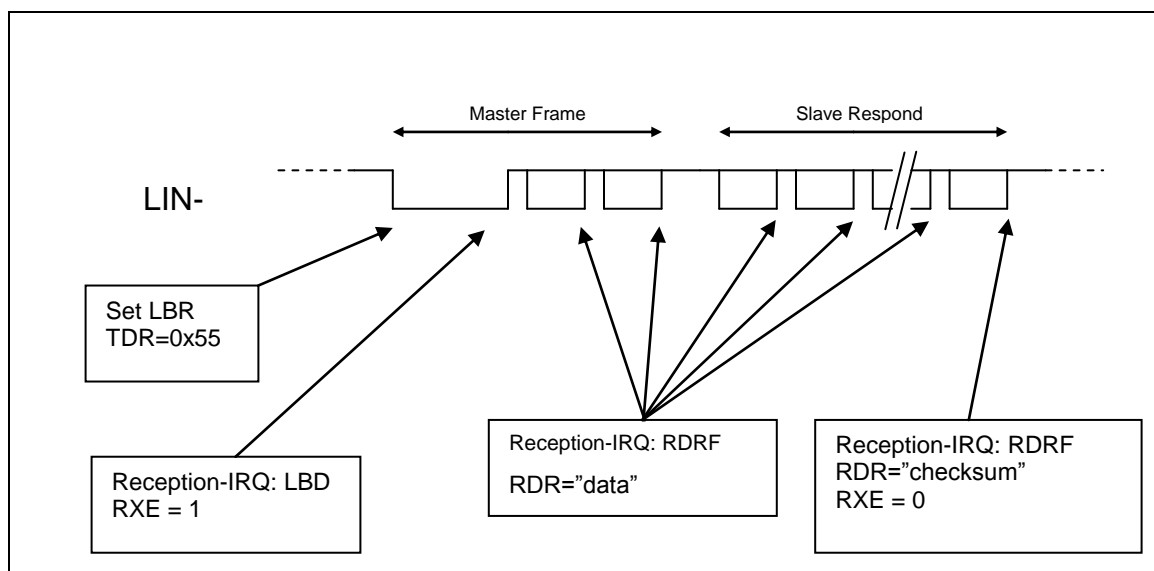 Master Frame
Slave Respond
LIN-
Set LBR
TDR=0x55
Reception-IRQ: LBD
RXE = 1
Reception-IRQ: RDRF
RDR=”data”
Reception-IRQ: RDRF
RDR=”checksum”
RXE = 0